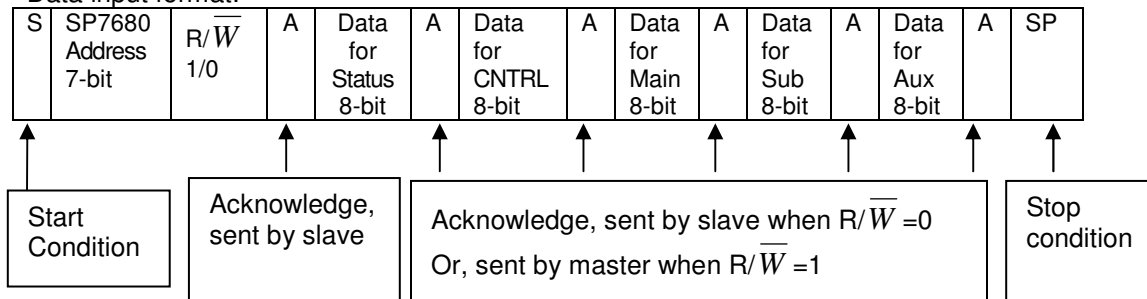 Data input format:
S SP7680 Address 7-bit R/W̅ 1/0 A Data for Status 8-bit A Data for CNTRL 8-bit A Data for Main 8-bit A Data for Sub 8-bit A Data for Aux 8-bit A SP
Start
Condition
Acknowledge,
sent by slave
Acknowledge, sent by slave when R/W̅ =0
Or, sent by master when R/W̅ =1
Stop
condition